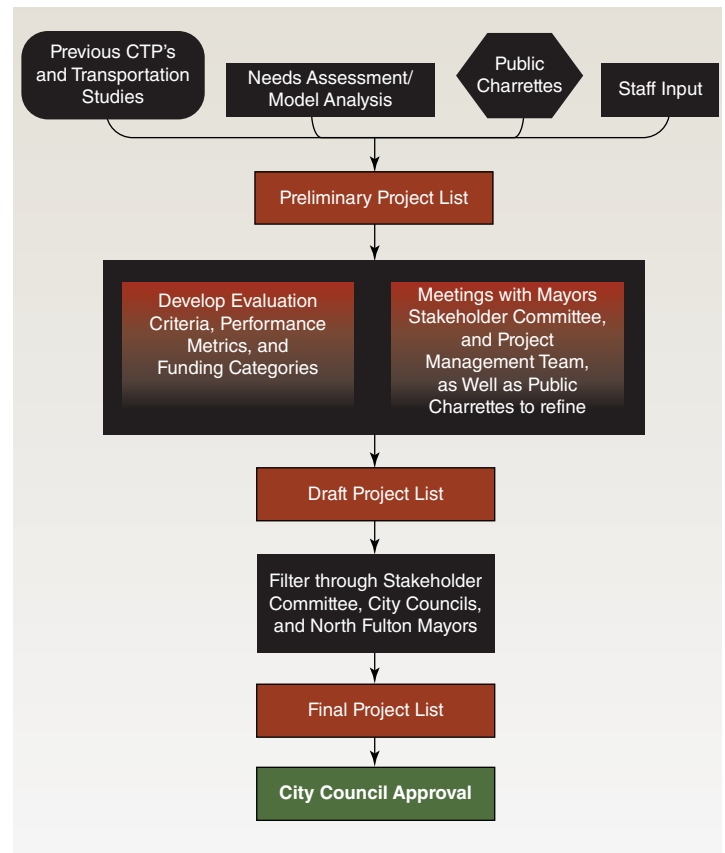 Previous CTP's
and Transportation
Studies
Needs Assessment/
Model Analysis
Public
Charrettes
Staff Input
Preliminary Project List
Develop Evaluation
Criteria, Performance
Metrics, and
Funding Categories
Meetings with Mayors
Stakeholder Committee,
and Project
Management Team,
as Well as Public
Charrettes to refine
Draft Project List
Filter through Stakeholder
Committee, City Councils,
and North Fulton Mayors
Final Project List
City Council Approval